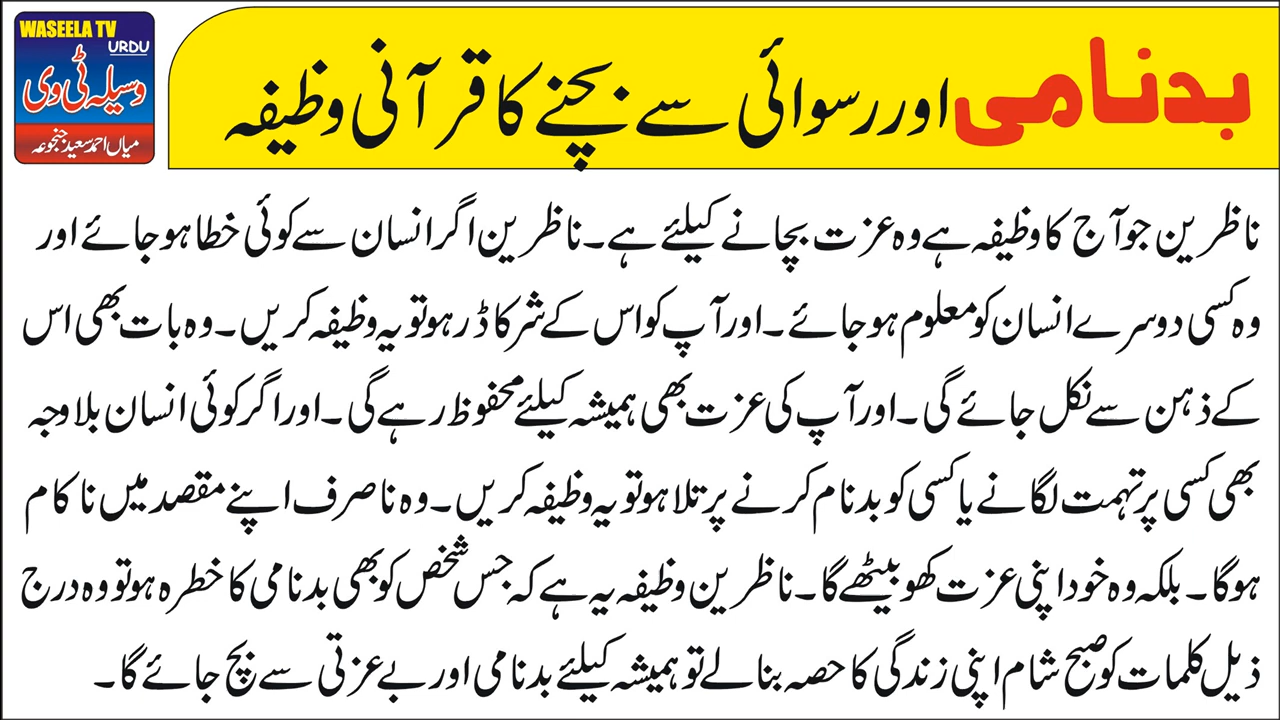 WASEELA TV
URDU
وسیلہ ٹی وی
میاں احمد سعید جنجوعہ
بدنامی اور رسوائی سے بچنے کا قرآنی وظیفہ
ناظرین جو آج کا وظیفہ ہے وہ عزت بچانے کیلئے ہے۔ ناظرین اگر انسان سے کوئی خطا ہو جائے اور
وہ کسی دوسرے انسان کو معلوم ہو جائے۔ اور آپ کو اس کے شر کا ڈر ہو تو یہ وظیفہ کریں۔ وہ بات بھی اس
کے ذہن سے نکل جائے گی۔ اور آپ کی عزت بھی ہمیشہ کیلئے محفوظ رہے گی۔ اور اگر کوئی انسان بلا وجہ
بھی کسی پر تہمت لگانے یا کسی کو بدنام کرنے پر تلا ہو تو یہ وظیفہ کریں۔ وہ نا صرف اپنے مقصد میں ناکام
ہوگا۔ بلکہ وہ خود اپنی عزت کھو بیٹھے گا۔ ناظرین وظیفہ یہ ہے کہ جس شخص کو بھی بدنامی کا خطرہ ہو تو وہ درج
ذیل کلمات کو صبح شام اپنی زندگی کا حصہ بنا لے تو ہمیشہ کیلئے بدنامی اور بے عزتی سے بچ جائے گا۔